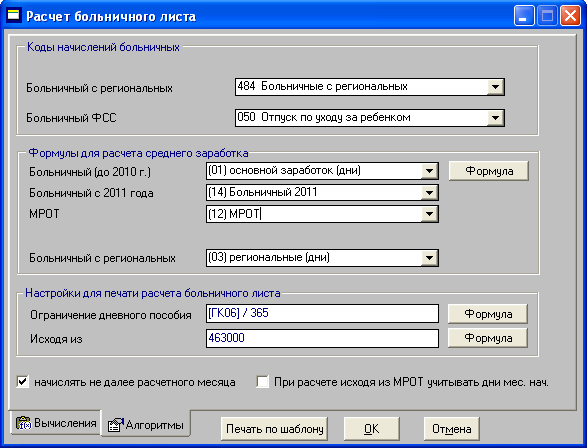 Расчет больничного листа
Коды начислений больничных
Больничный с региональных
484 Больничные с региональных
Больничный ФСС
050 Отпуск по уходу за ребенком
Формулы для расчета среднего заработка
Больничный (до 2010 г.)
(01) основной заработок (дни)
Формула
Больничный с 2011 года
(14) Больничный 2011
МРОТ
(12) МРОТ
Больничный с региональных
(03) региональные (дни)
Настройки для печати расчета больничного листа
Ограничение дневного пособия
[ГК06] / 365
Формула
Исходя из
463000
Формула
начислять не далее расчетного месяца
При расчете исходя из МРОТ учитывать дни мес. нач.
Вычисления
Алгоритмы
Печать по шаблону
OK
Отмена